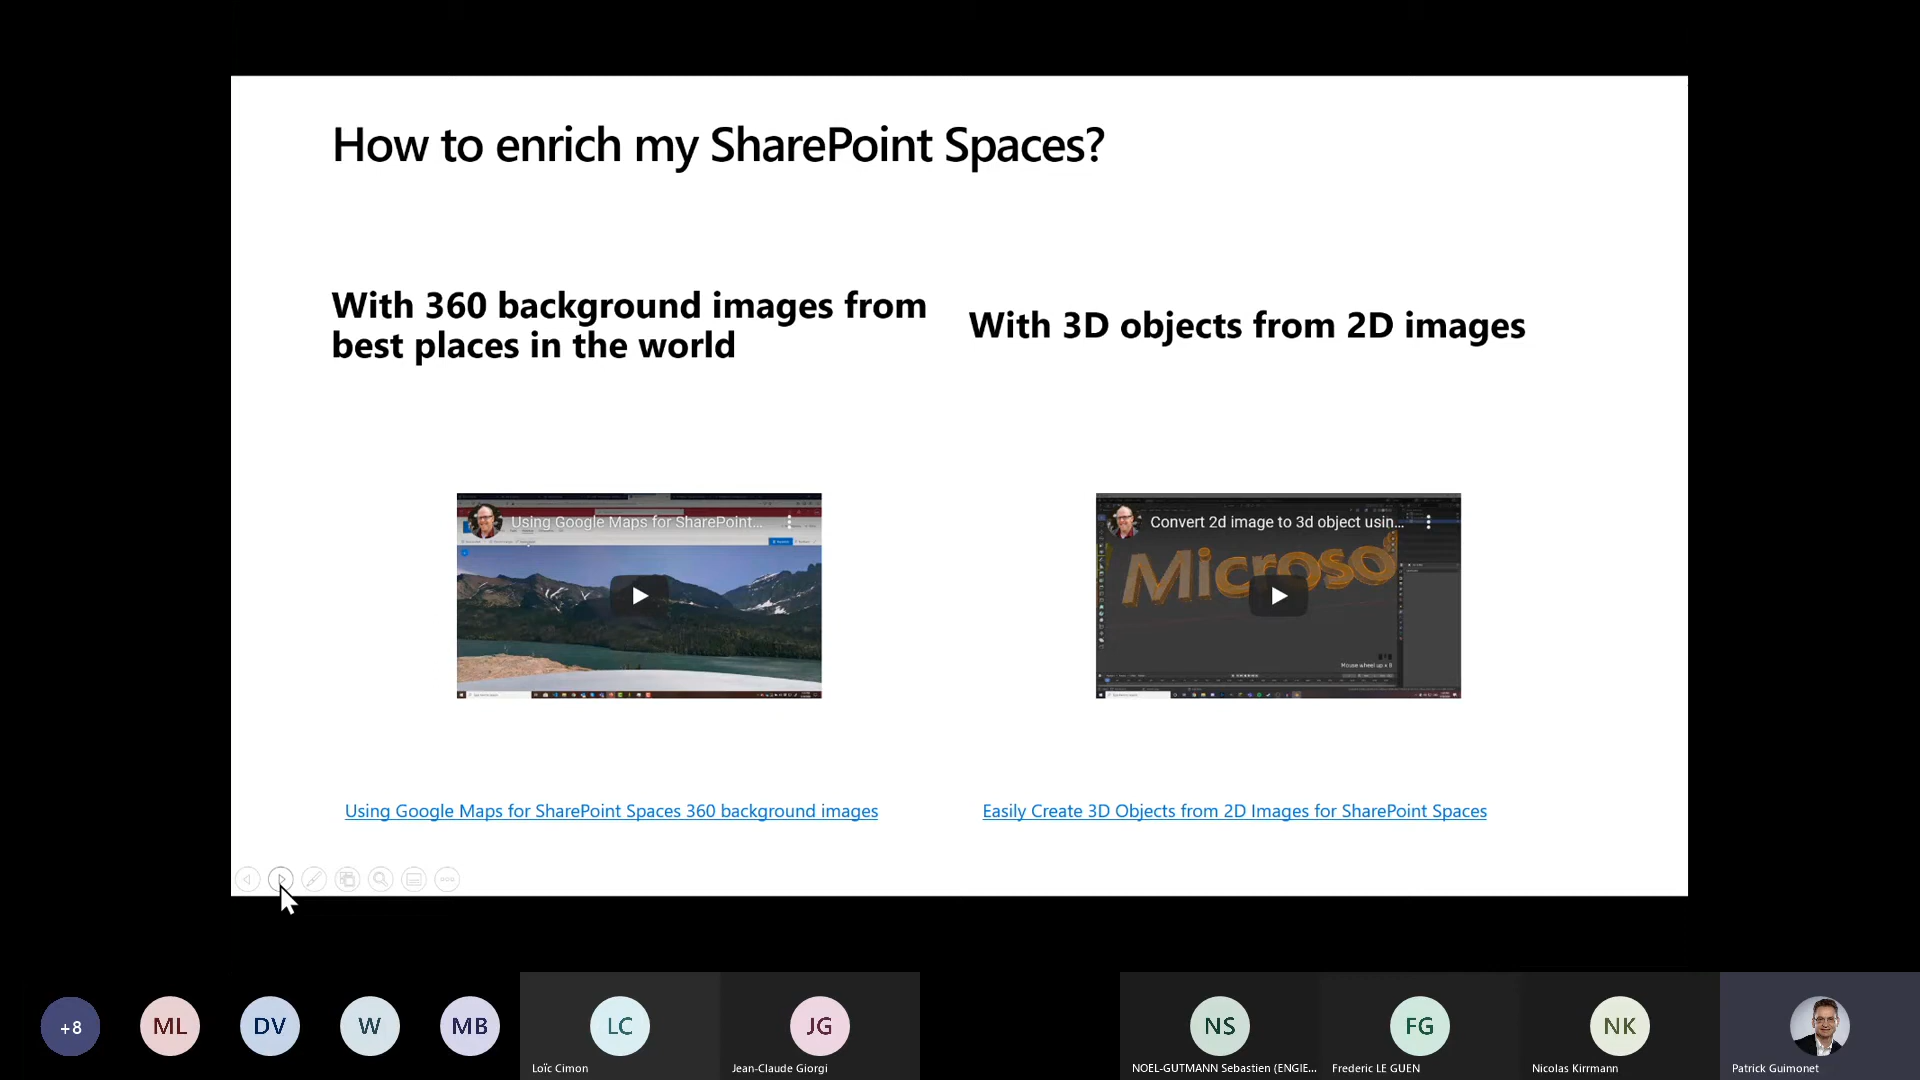 How to enrich my SharePoint Spaces?
With 360 background images from
best places in the world
With 3D objects from 2D images
Using Google Maps for SharePoint...
Convert 2d image to 3d object usin...
Microso
Mouse wheel up x 8
Using Google Maps for SharePoint Spaces 360 background images
Easily Create 3D Objects from 2D Images for SharePoint Spaces
+8
ML
DV
W
MB
LC
JG
NS
FG
NK
Loïc Cimon
Jean-Claude Giorgi
NOEL-GUTMANN Sebastien (ENGIE...
Frederic LE GUEN
Nicolas Kirrmann
Patrick Guimonet